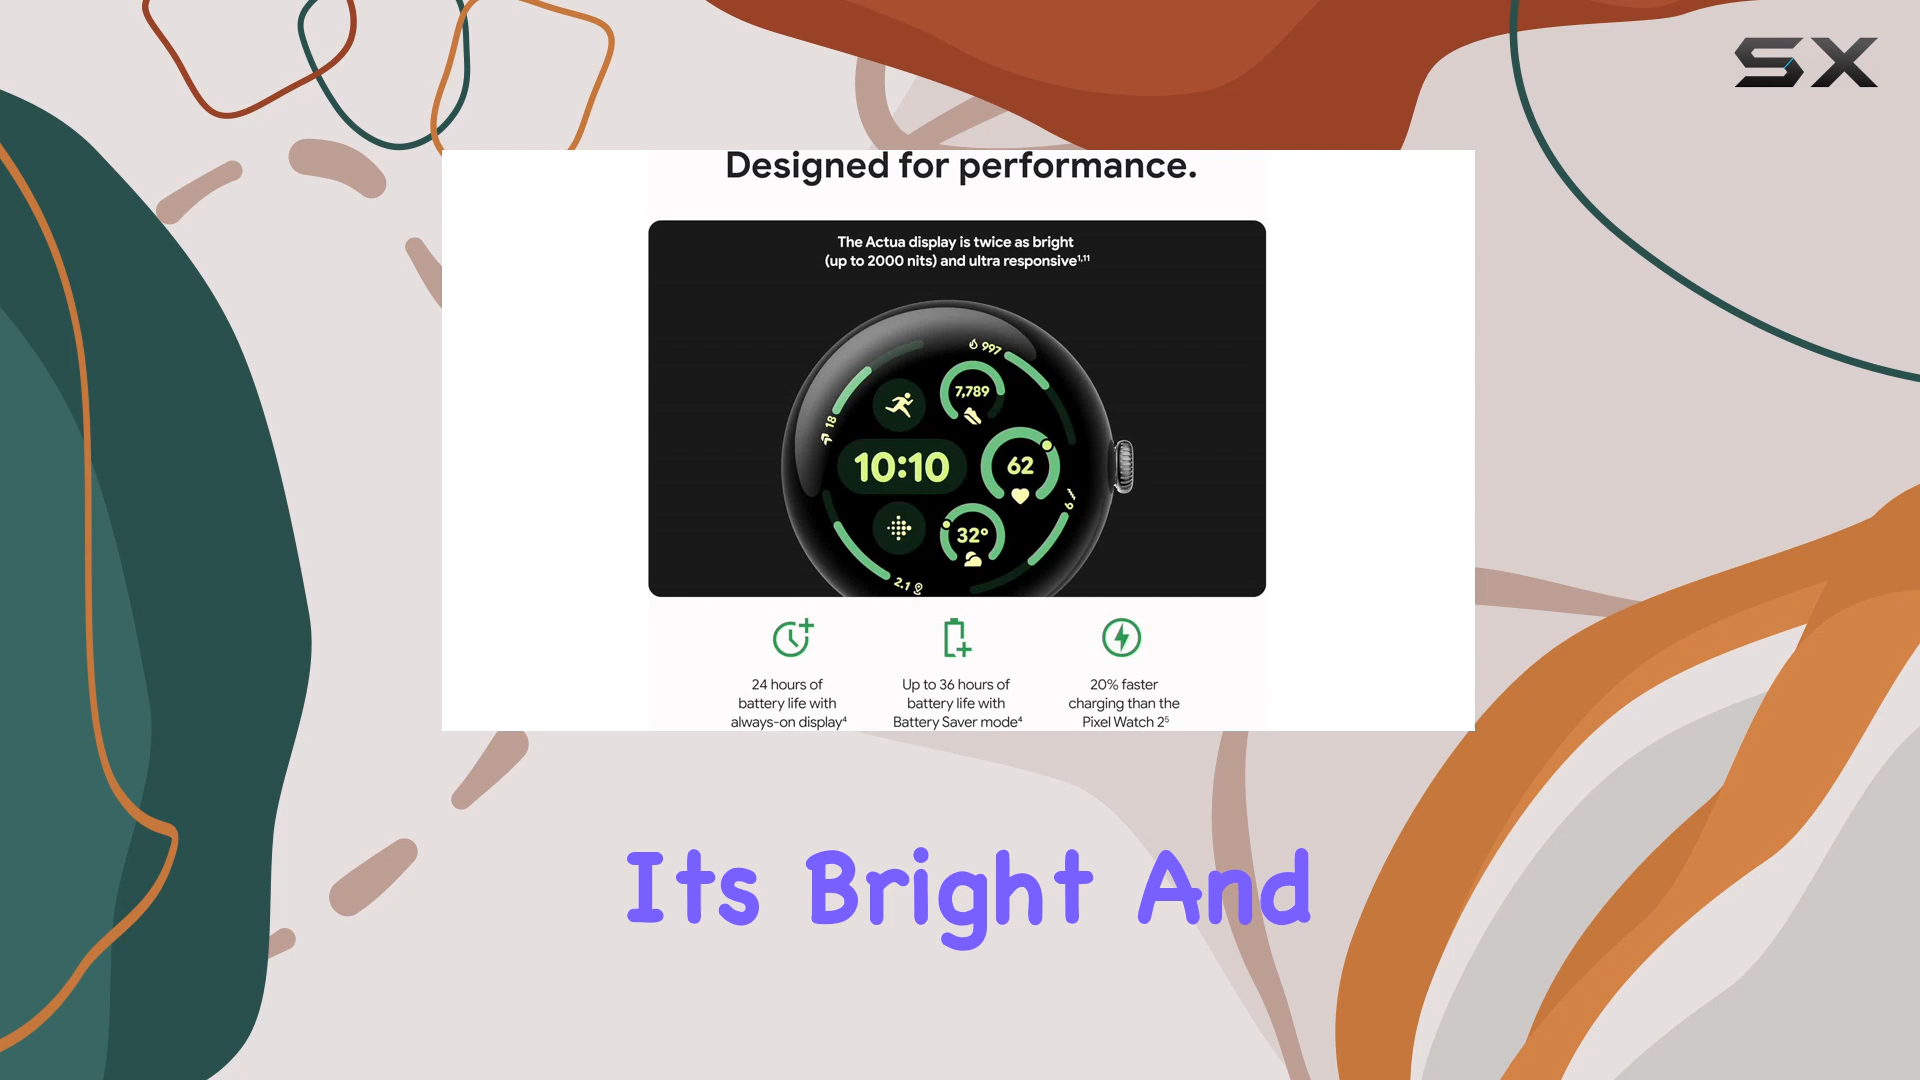 SX
Designed for performance.
The Actua display is twice as bright
(up to 2000 nits) and ultra responsive¹,¹¹
997
7,789
18
10:10
62
6
32°
2.1
24 hours of
battery life with
always-on display⁴
Up to 36 hours of
battery life with
Battery Saver mode⁴
20% faster
charging than the
Pixel Watch 2⁵
Its Bright And